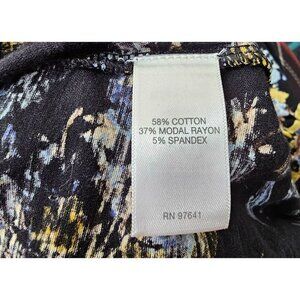 58% COTTON
37% MODAL RAYON
5% SPANDEX
RN 97641